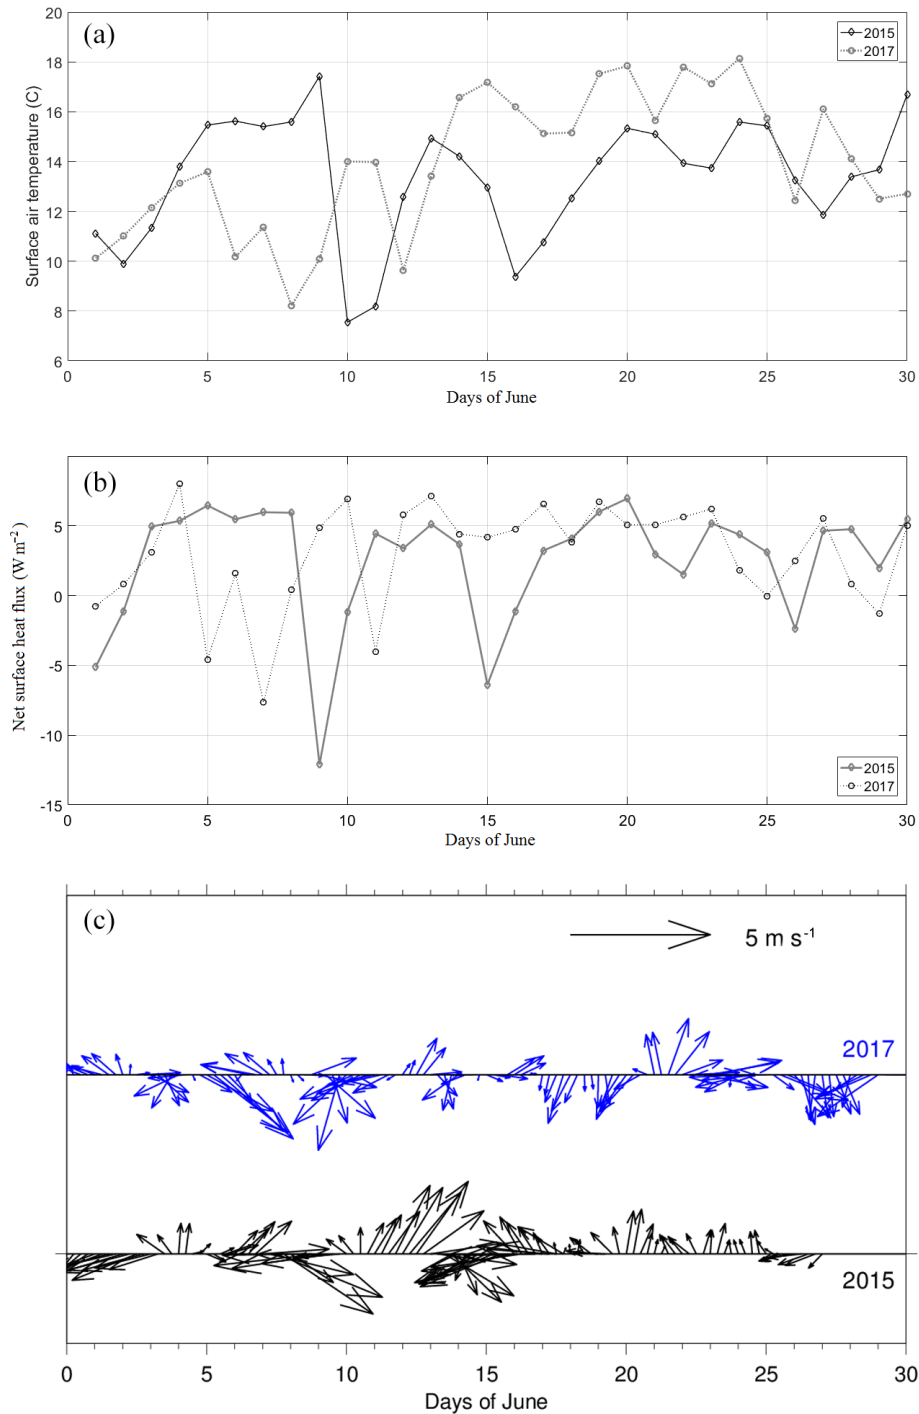 (a)
20
18
16
14
12
10
8
6
Surface air temperature (C)
2015
2017
0 5 10 15 20 25 30
Days of June
(b)
5
0
-5
-10
-15
Net surface heat flux (W m⁻²)
2015
2017
0 5 10 15 20 25 30
Days of June
(c)
5 m s⁻¹
2017
2015
0 5 10 15 20 25 30
Days of June